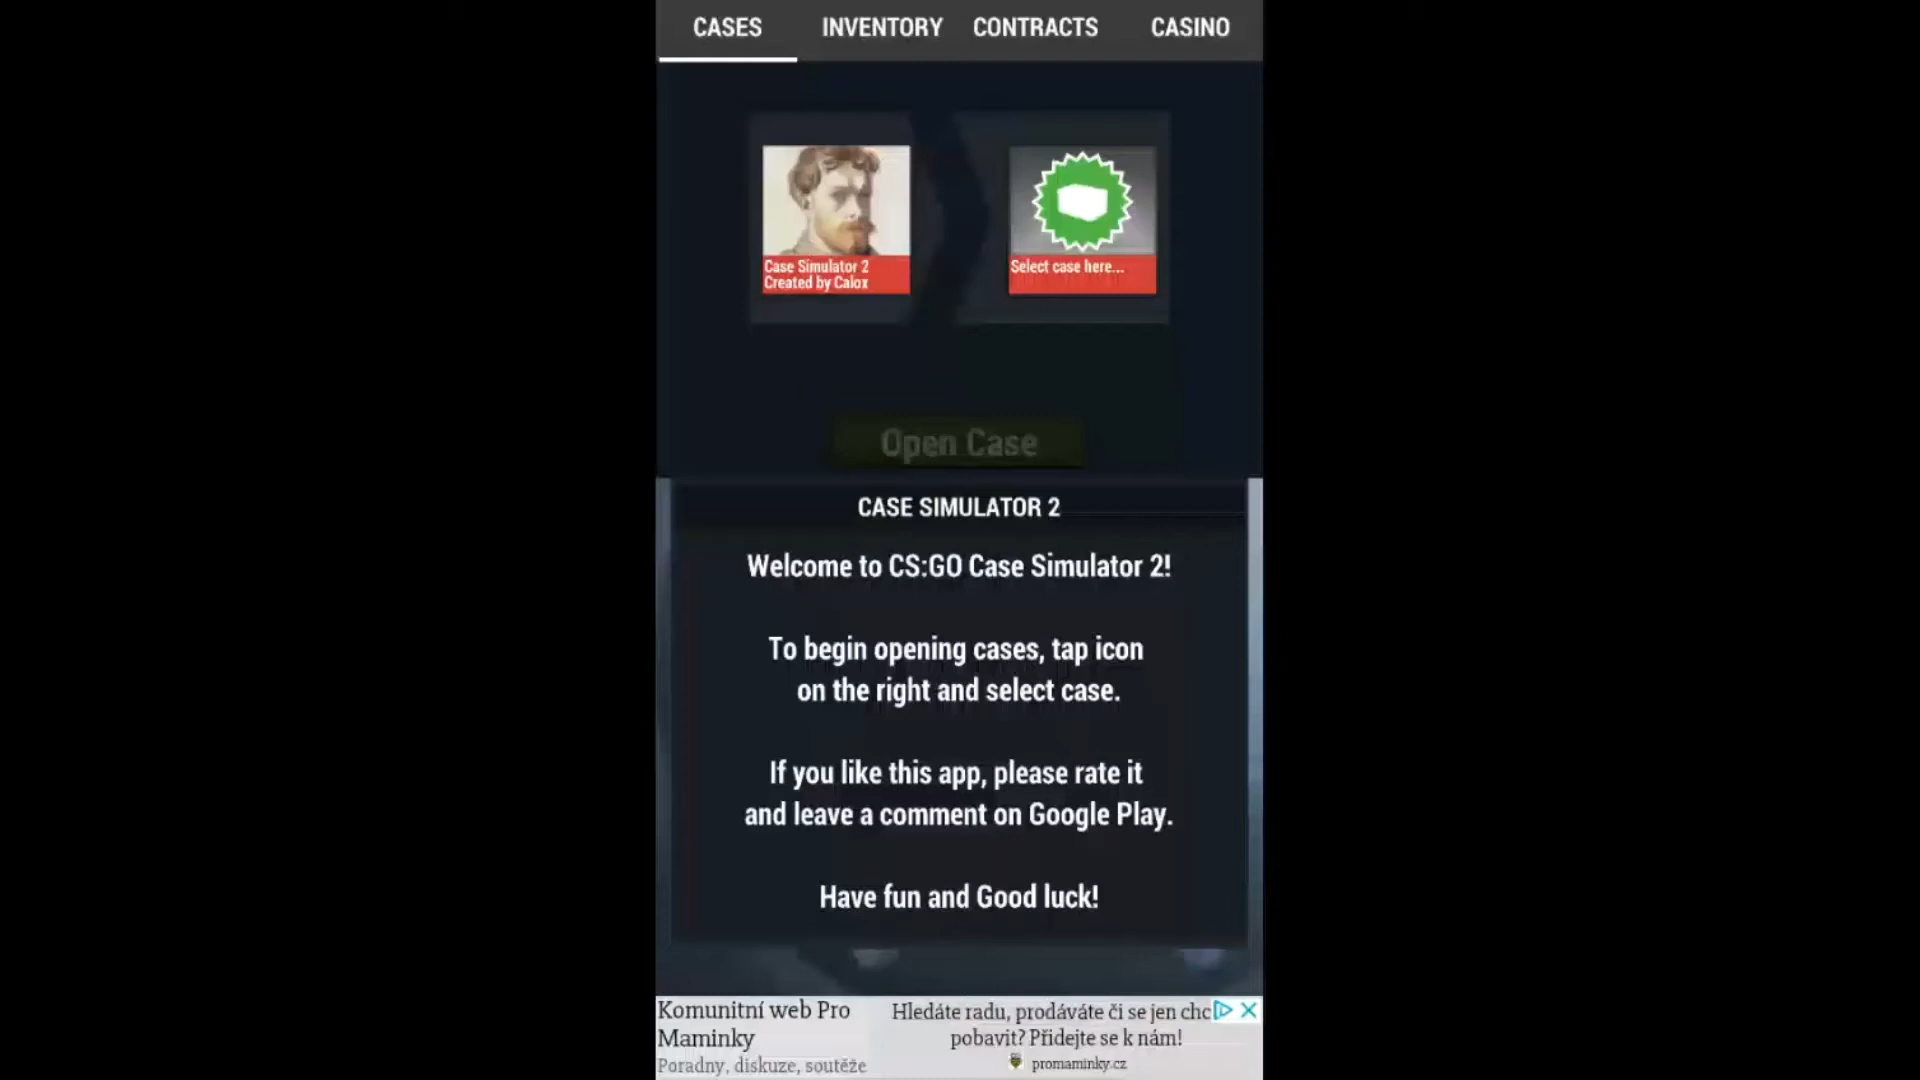 CASES INVENTORY CONTRACTS CASINO
Case Simulator 2
Created by Calox
Select case here...
Open Case
CASE SIMULATOR 2
Welcome to CS:GO Case Simulator 2!
To begin opening cases, tap icon
on the right and select case.
If you like this app, please rate it
and leave a comment on Google Play.
Have fun and Good luck!
Komunitní web Pro
Maminky
Poradny, diskuze, soutěže
Hledáte radu, prodáváte či se jen chc
pobavit? Přidejte se k nám!
promaminky.cz